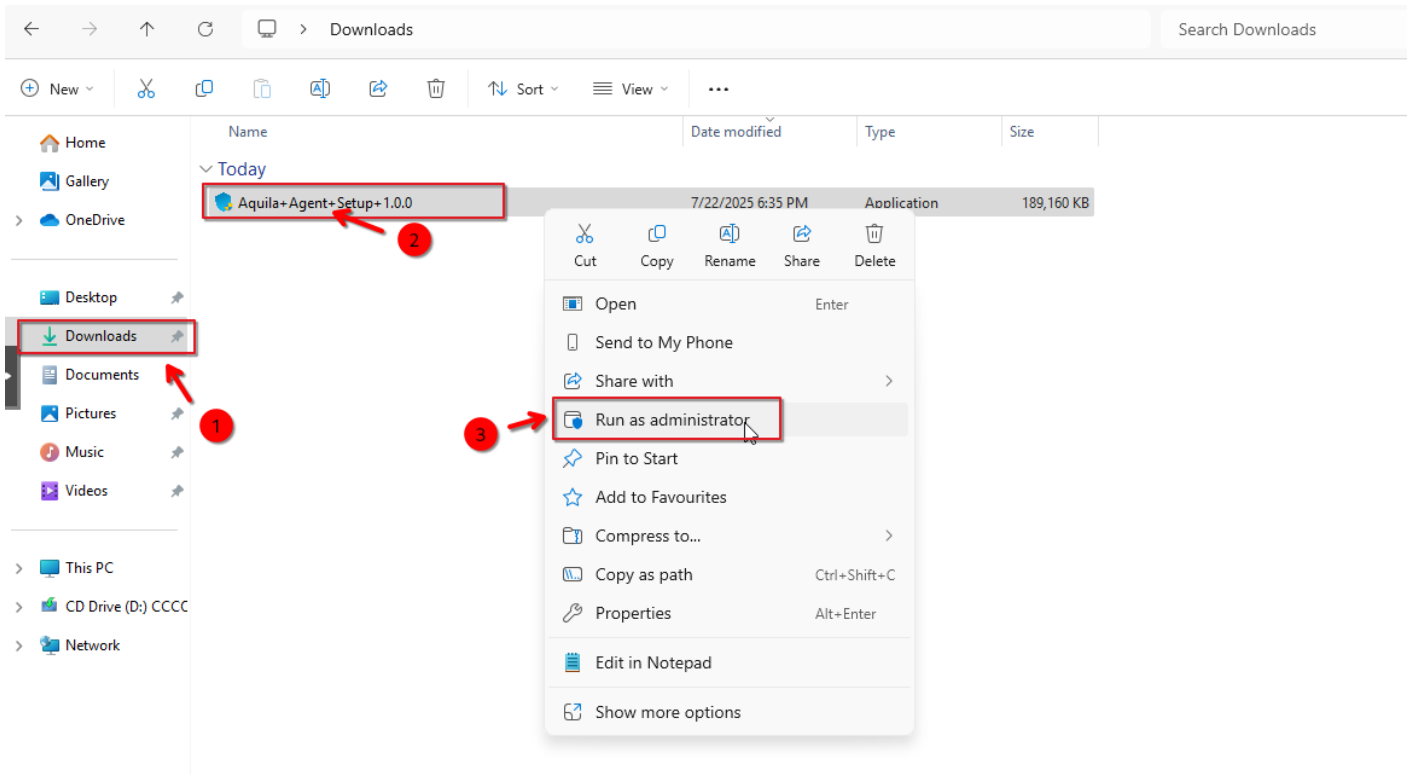 Downloads
Search Downloads
New
Sort
View
Name
Date modified
Type
Size
Home
Gallery
OneDrive
Desktop
Downloads
Documents
Pictures
Music
Videos
This PC
CD Drive (D:) CCCC
Network
Today
Aquila+Agent+Setup+1.0.0
7/22/2025 6:35 PM
Application
189,160 KB
1
2
3
Cut
Copy
Rename
Share
Delete
Open Enter
Send to My Phone
Share with
Run as administrator
Pin to Start
Add to Favourites
Compress to...
Copy as path Ctrl+Shift+C
Properties Alt+Enter
Edit in Notepad
Show more options